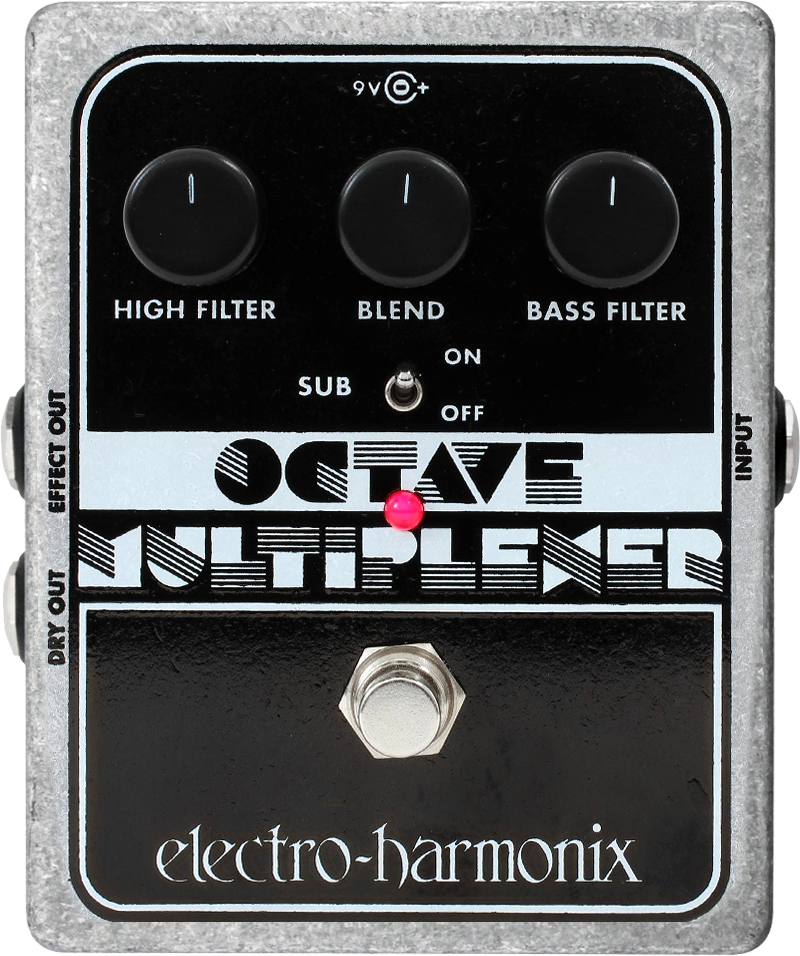 9V +
HIGH FILTER
BLEND
BASS FILTER
ON
SUB
OFF
EFFECT OUT
INPUT
OCTAVE
MULTIPLEXER
DRY OUT
electro-harmonix